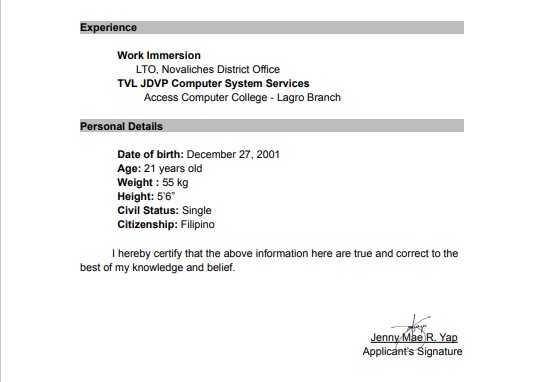 Experience
Work Immersion
LTO, Novaliches District Office
TVL JDVP Computer System Services
Access Computer College - Lagro Branch
Personal Details
Date of birth: December 27, 2001
Age: 21 years old
Weight : 55 kg
Height: 5'6"
Civil Status: Single
Citizenship: Filipino
I hereby certify that the above information here are true and correct to the
best of my knowledge and belief.
Jenny Mae R. Yap
Applicant's Signature